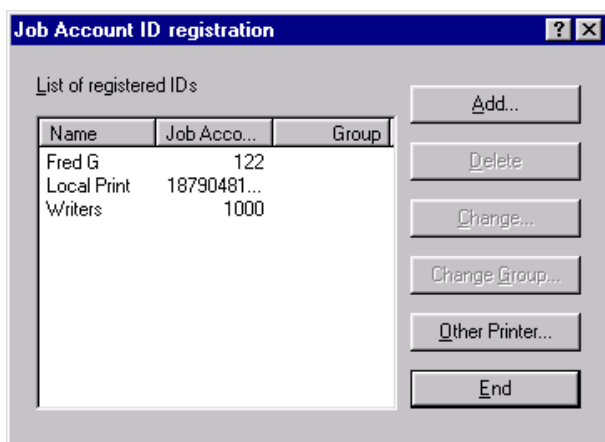 Job Account ID registration
List of registered IDs
Name Job Acco... Group
Fred G 122
Local Print 18790481...
Writers 1000
Add...
Delete
Change...
Change Group...
Other Printer...
End